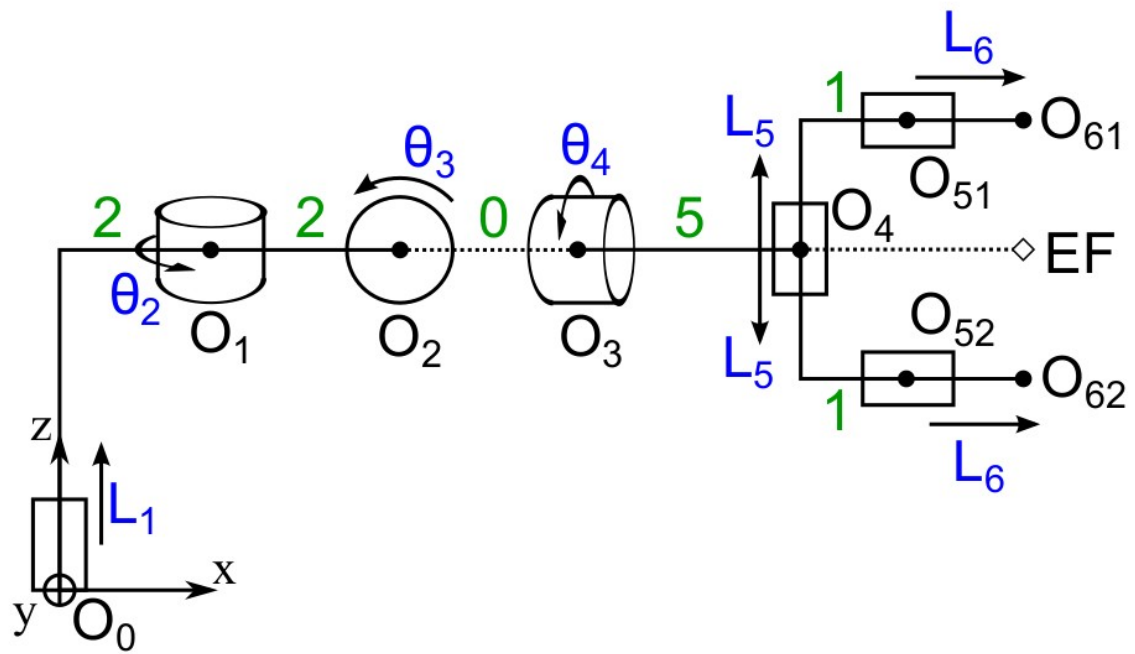 L₆
1
L₅
O₆₁
θ₃
θ₄
O₅₁
2
2
0
5
O₄
EF
θ₂
O₁
O₂
O₃
O₅₂
L₅
O₆₂
1
z
L₆
L₁
x
y
O₀